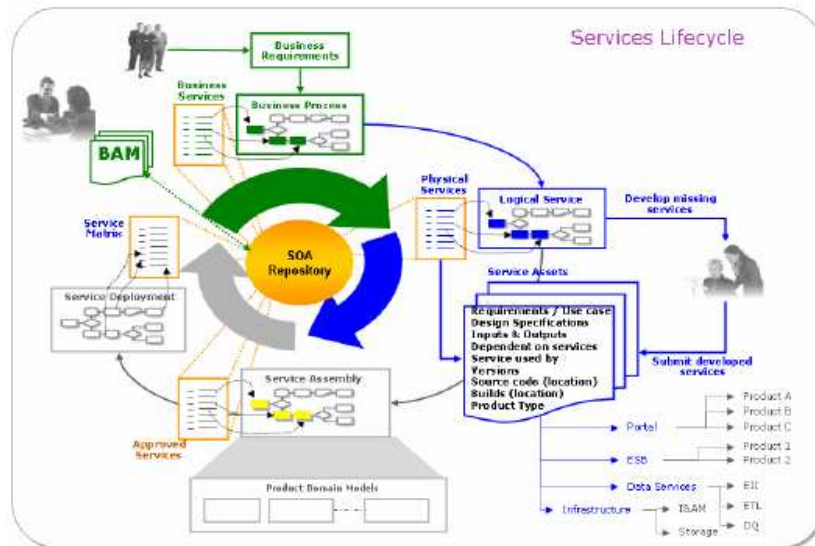 Services Lifecycle
Business
Requirements
Business
Services
Business Process
BAM
Physical
Services
Logical Service
Develop missing
services
Service
Matrix
SOA
Repository
Service Assets
Service Deployment
Requirements / Use case
Design Specifications
Inputs & Outputs
Dependent on services
Service used by
Versions
Source code (location)
Builds (location)
Product Type
Submit developed
services
Service Assembly
Approved
Services
Portal
Product A
Product B
Product C
ESB
Product 1
Product 2
Product Domain Models
Data Services
EII
ETL
DQ
Infrastructure
I&AM
Storage